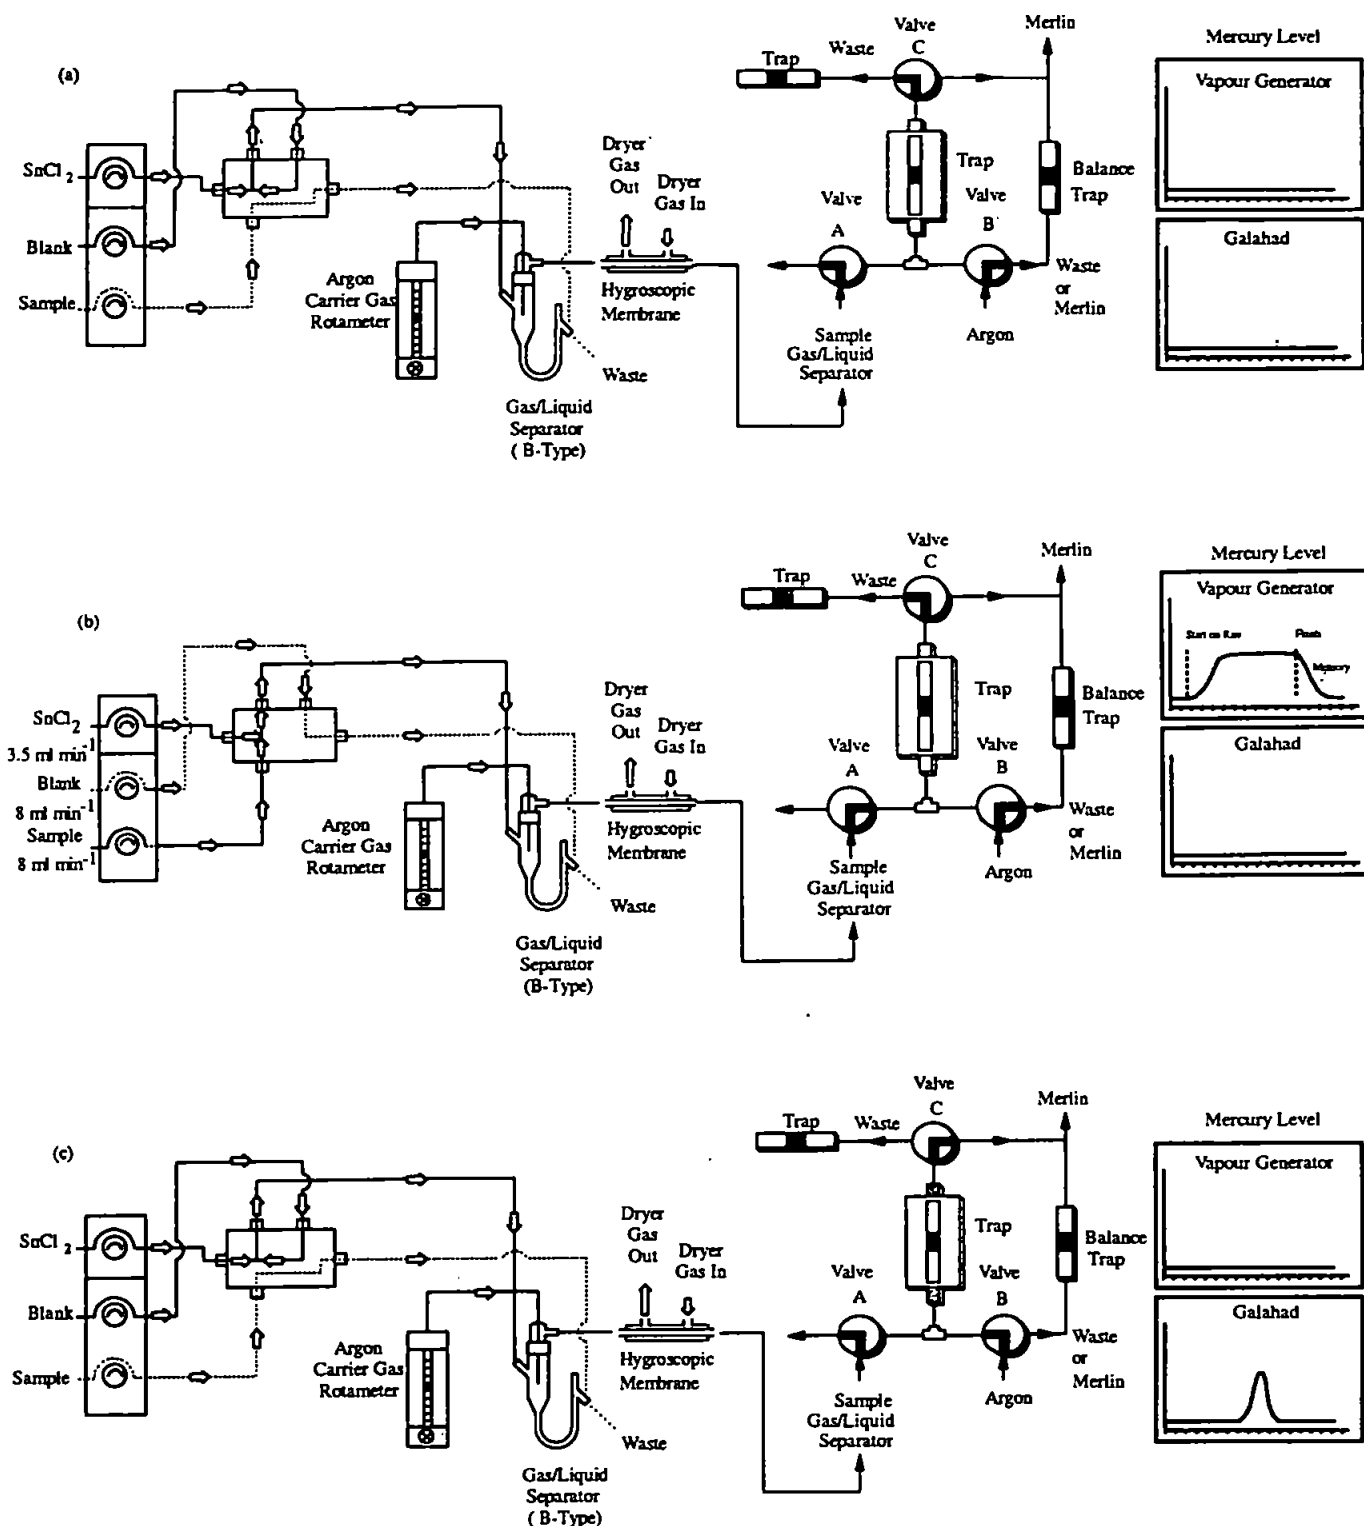 (a)
SnCl2
Blank
Sample
Argon
Carrier Gas
Rotameter
Dryer
Gas
Out
Dryer
Gas In
Hygroscopic
Membrane
Waste
Gas/Liquid
Separator
( B-Type)
Trap
Waste
Valve
C
Merlin
Trap
Balance
Trap
Valve
A
Valve
B
Waste
or
Merlin
Sample
Gas/Liquid
Separator
Argon
Mercury Level
Vapour Generator
Galahad
(b)
SnCl2
3.5 ml min-1
Blank
8 ml min-1
Sample
8 ml min-1
Argon
Carrier Gas
Rotameter
Dryer
Gas
Out
Dryer
Gas In
Hygroscopic
Membrane
Waste
Gas/Liquid
Separator
(B-Type)
Trap
Waste
Valve
C
Merlin
Trap
Balance
Trap
Valve
A
Valve
B
Waste
or
Merlin
Sample
Gas/Liquid
Separator
Argon
Mercury Level
Vapour Generator
Memory
Galahad
(c)
SnCl2
Blank
Sample
Argon
Carrier Gas
Rotameter
Dryer
Gas
Out
Dryer
Gas In
Hygroscopic
Membrane
Waste
Gas/Liquid
Separator
( B-Type)
Trap
Waste
Valve
C
Merlin
Trap
Balance
Trap
Valve
A
Valve
B
Waste
or
Merlin
Sample
Gas/Liquid
Separator
Argon
Mercury Level
Vapour Generator
Galahad